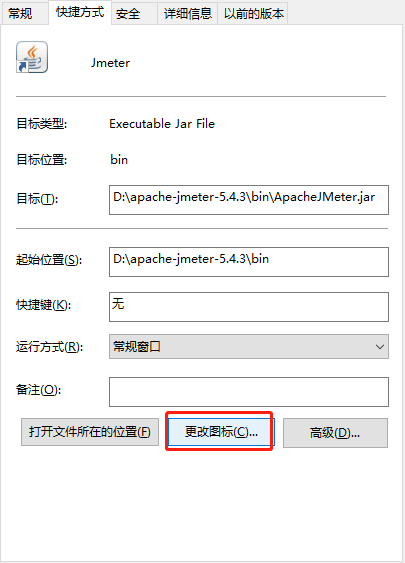 常规 快捷方式 安全 详细信息 以前的版本
Jmeter
目标类型: Executable Jar File
目标位置: bin
目标(T): D:\apache-jmeter-5.4.3\bin\ApacheJMeter.jar
起始位置(S): D:\apache-jmeter-5.4.3\bin
快捷键(K): 无
运行方式(R): 常规窗口
备注(O):
打开文件所在的位置(F) 更改图标(C)... 高级(D)...